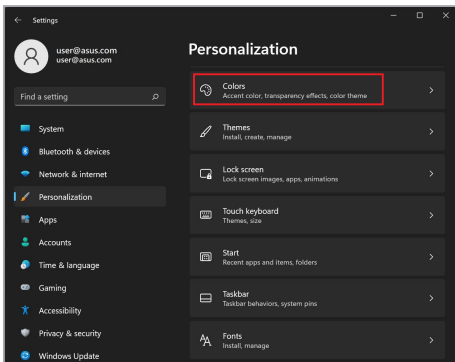 Settings
user@asus.com
user@asus.com
Find a setting
System
Bluetooth & devices
Network & internet
Personalization
Apps
Accounts
Time & language
Gaming
Accessibility
Privacy & security
Windows Update
Personalization
Colors
Accent color, transparency effects, color theme
Themes
Install, create, manage
Lock screen
Lock screen images, apps, animations
Touch keyboard
Themes, size
Start
Recent apps and items, folders
Taskbar
Taskbar behaviors, system pins
Fonts
Install, manage